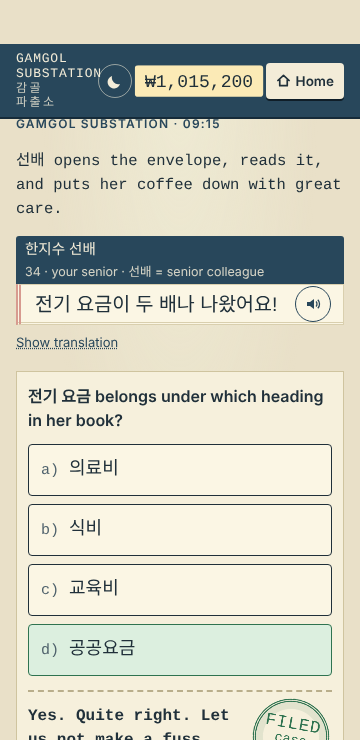 GAMGOL
SUBSTATION
감골
파출소
₩1,015,200
Home
GAMGOL SUBSTATION · 09:15
선배 opens the envelope, reads it,
and puts her coffee down with great
care.
한지수 선배
34 · your senior · 선배 = senior colleague
전기 요금이 두 배나 나왔어요!
Show translation
전기 요금 belongs under which heading
in her book?
a) 의료비
b) 식비
c) 교육비
d) 공공요금
Yes. Quite right. Let
us not make a fuss
FILED
case